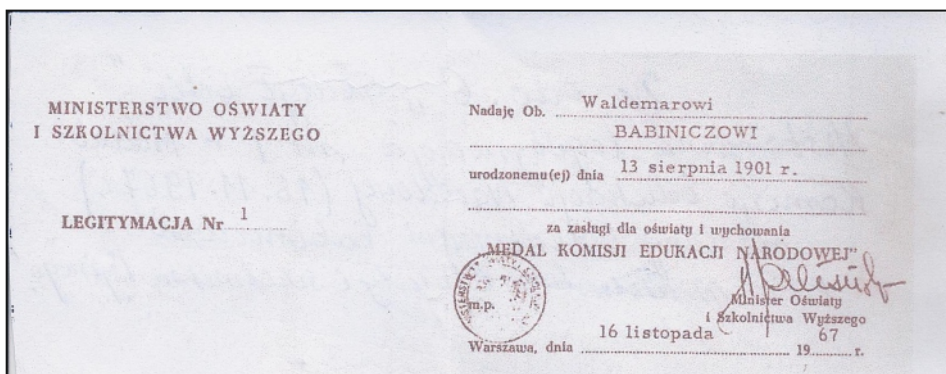 MINISTERSTWO OŚWIATY
I SZKOLNICTWA WYŻSZEGO
LEGITYMACJA Nr 1
Nadaję Ob. Waldemarowi
BABINICZOWI
urodzonemu(ej) dnia 13 sierpnia 1901 r.
za zasługi dla oświaty i wychowania
„MEDAL KOMISJI EDUKACJI NARODOWEJ"
m.p.
Minister Oświaty
i Szkolnictwa Wyższego
Warszawa, dnia 16 listopada 1967 r.